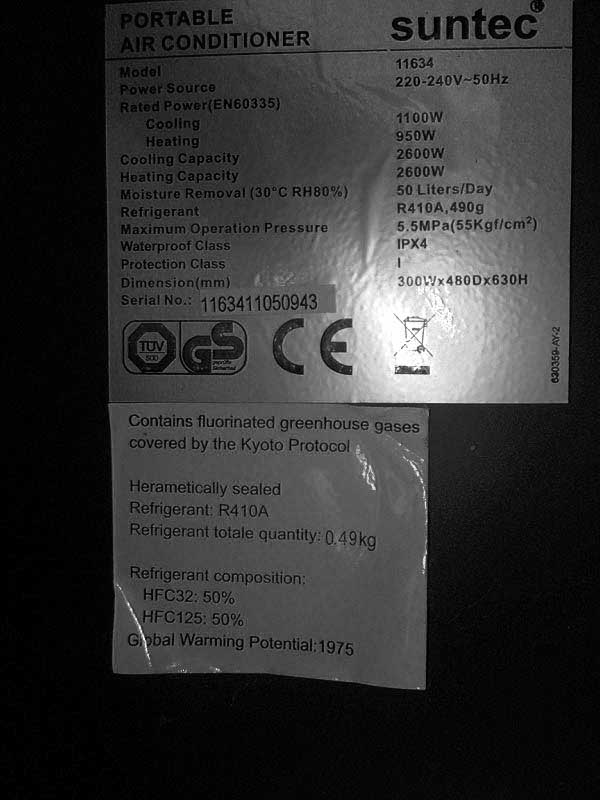 PORTABLE
AIR CONDITIONER
suntec®
Model 11634
Power Source 220-240V~50Hz
Rated Power(EN60335)
Cooling 1100W
Heating 950W
Cooling Capacity 2600W
Heating Capacity 2600W
Moisture Removal (30°C RH80%) 50 Liters/Day
Refrigerant R410A,490g
Maximum Operation Pressure 5.5MPa(55Kgf/cm²)
Waterproof Class IPX4
Protection Class I
Dimension(mm) 300Wx480Dx630H
Serial No.: 1163411050943
TÜV
SÜD
GS
geprüfte
Sicherheit
CE
630359-AY-2
Contains fluorinated greenhouse gases
covered by the Kyoto Protocol
Herametically sealed
Refrigerant: R410A
Refrigerant totale quantity: 0.49kg
Refrigerant composition:
HFC32: 50%
HFC125: 50%
Global Warming Potential:1975